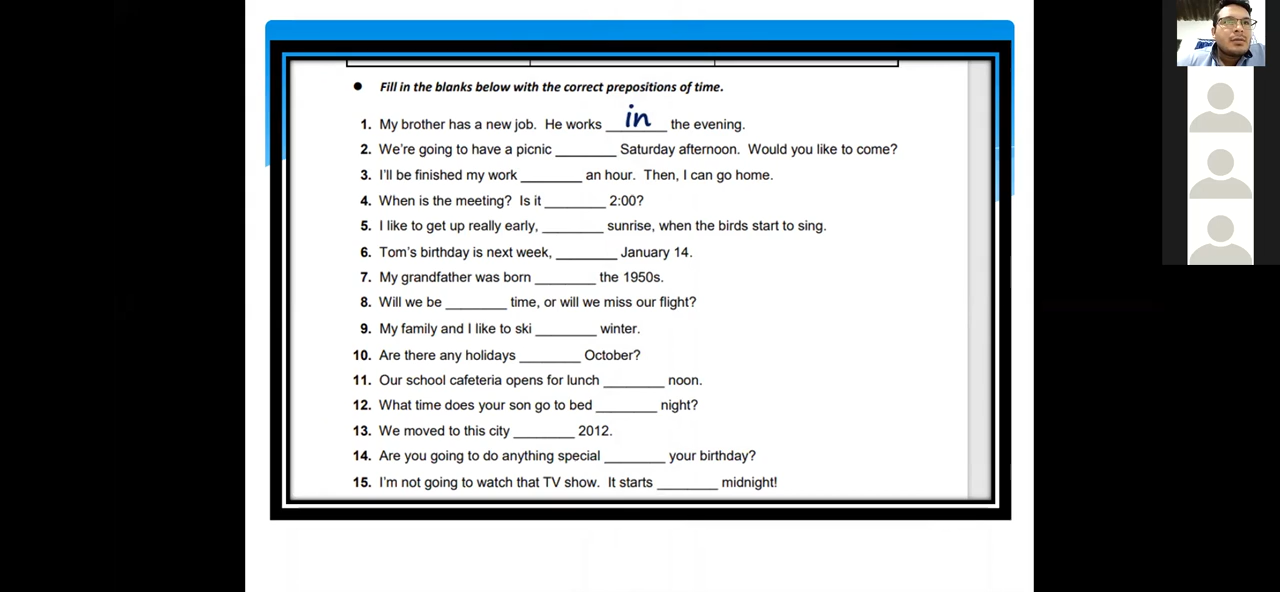 ● Fill in the blanks below with the correct prepositions of time.
1. My brother has a new job. He works in the evening.
2. We're going to have a picnic ________ Saturday afternoon. Would you like to come?
3. I'll be finished my work ________ an hour. Then, I can go home.
4. When is the meeting? Is it ________ 2:00?
5. I like to get up really early, ________ sunrise, when the birds start to sing.
6. Tom's birthday is next week, ________ January 14.
7. My grandfather was born ________ the 1950s.
8. Will we be ________ time, or will we miss our flight?
9. My family and I like to ski ________ winter.
10. Are there any holidays ________ October?
11. Our school cafeteria opens for lunch ________ noon.
12. What time does your son go to bed ________ night?
13. We moved to this city ________ 2012.
14. Are you going to do anything special ________ your birthday?
15. I'm not going to watch that TV show. It starts ________ midnight!